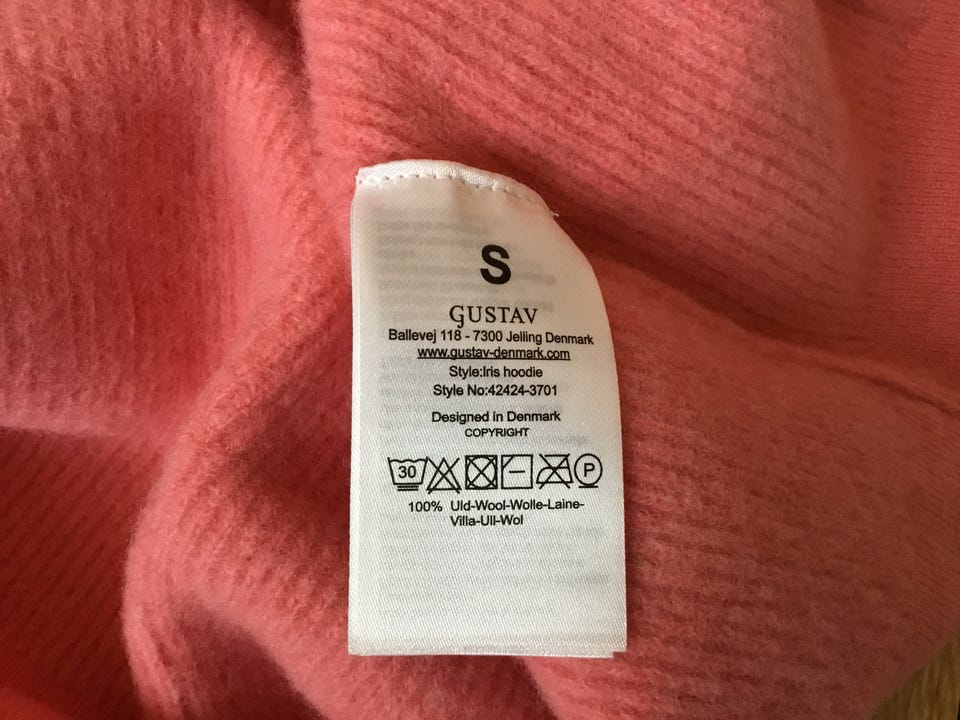 S
GUSTAV
Ballevej 118 - 7300 Jelling Denmark
www.gustav-denmark.com
Style:Iris hoodie
Style No:42424-3701
Designed in Denmark
COPYRIGHT
30 P
100% Uld-Wool-Wolle-Laine-
Villa-Ull-Wol